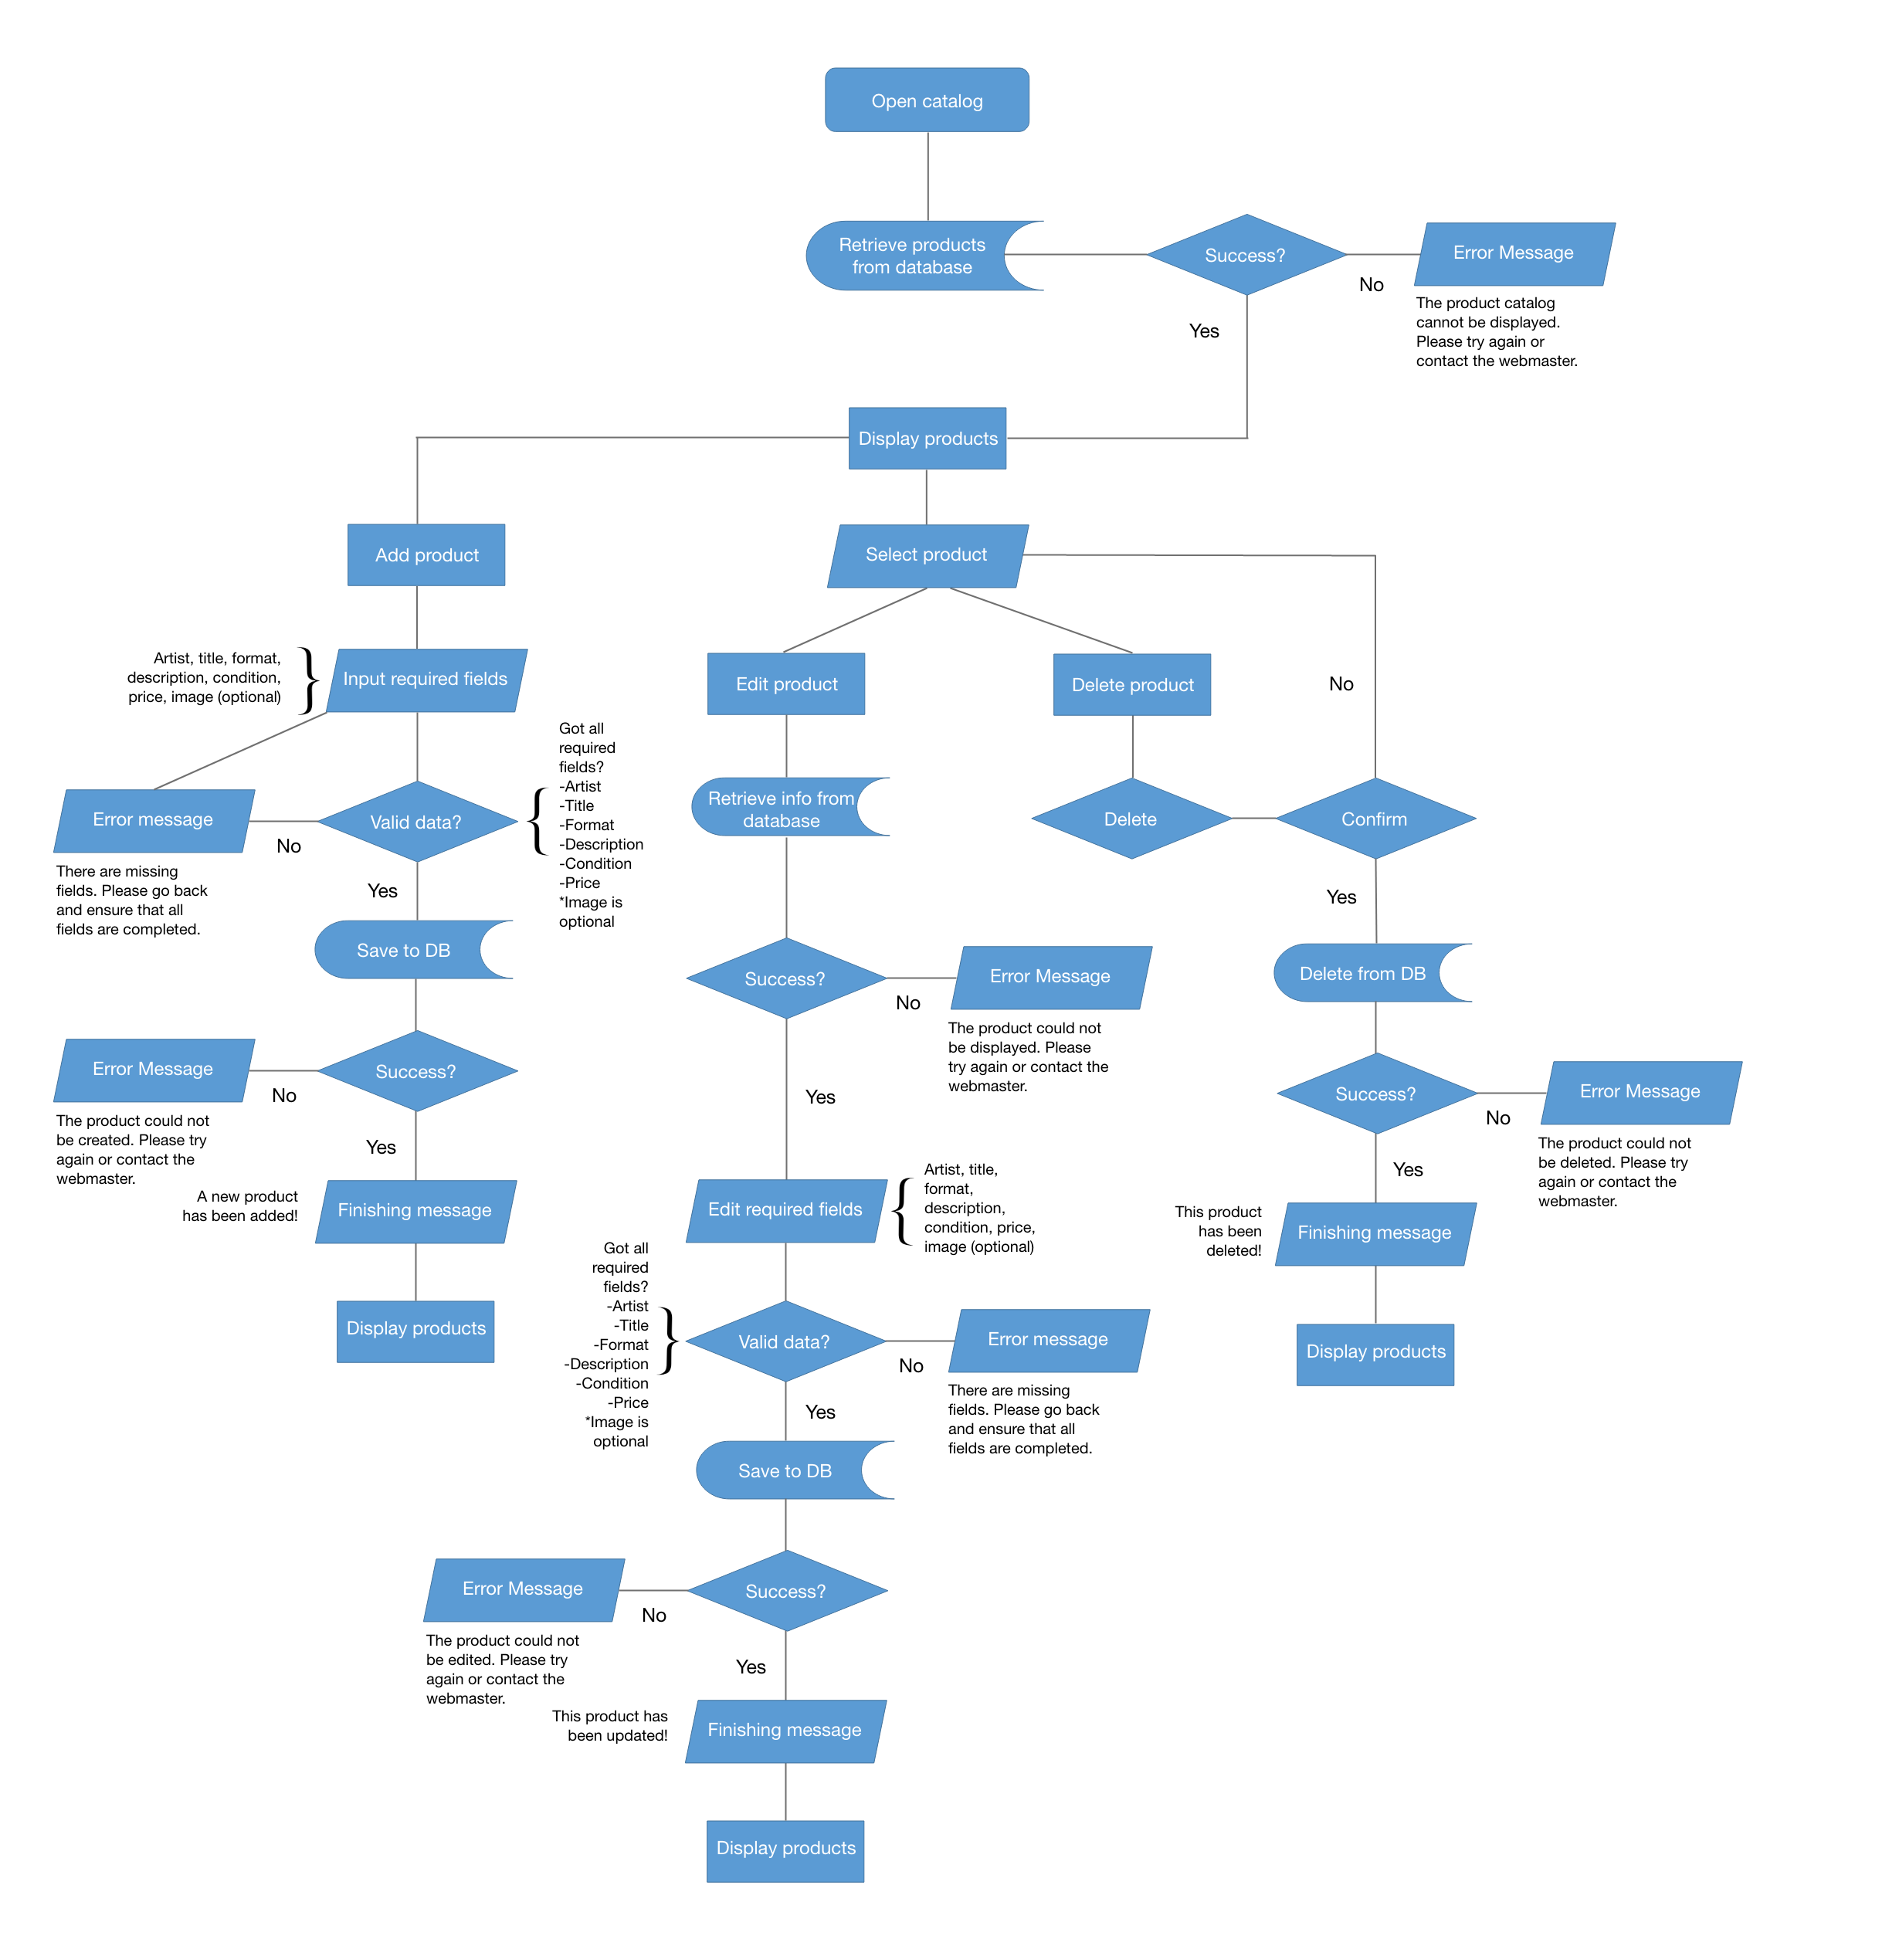 Open catalog
Retrieve products
from database
Success?
Error Message
No
The product catalog
cannot be displayed.
Please try again or
contact the webmaster.
Yes
Display products
Add product
Select product
Artist, title, format,
description, condition,
price, image (optional)
Input required fields
Edit product
Delete product
No
Got all
required
fields?
-Artist
-Title
-Format
-Description
-Condition
-Price
*Image is
optional
Error message
No
Valid data?
There are missing
fields. Please go back
and ensure that all
fields are completed.
Yes
Retrieve info from
database
Delete
Confirm
Yes
Save to DB
Success?
Error Message
No
The product could not
be displayed. Please
try again or contact the
webmaster.
Yes
Delete from DB
Error Message
No
Success?
The product could not
be created. Please try
again or contact the
webmaster.
Yes
Success?
No
Error Message
The product could not
be deleted. Please try
again or contact the
webmaster.
Yes
A new product
has been added!
Finishing message
Edit required fields
Artist, title,
format,
description,
condition, price,
image (optional)
This product
has been
deleted!
Finishing message
Display products
Got all
required
fields?
-Artist
-Title
-Format
-Description
-Condition
-Price
*Image is
optional
Valid data?
No
Error message
There are missing
fields. Please go back
and ensure that all
fields are completed.
Yes
Display products
Save to DB
Error Message
No
Success?
The product could not
be edited. Please try
again or contact the
webmaster.
Yes
This product has
been updated!
Finishing message
Display products